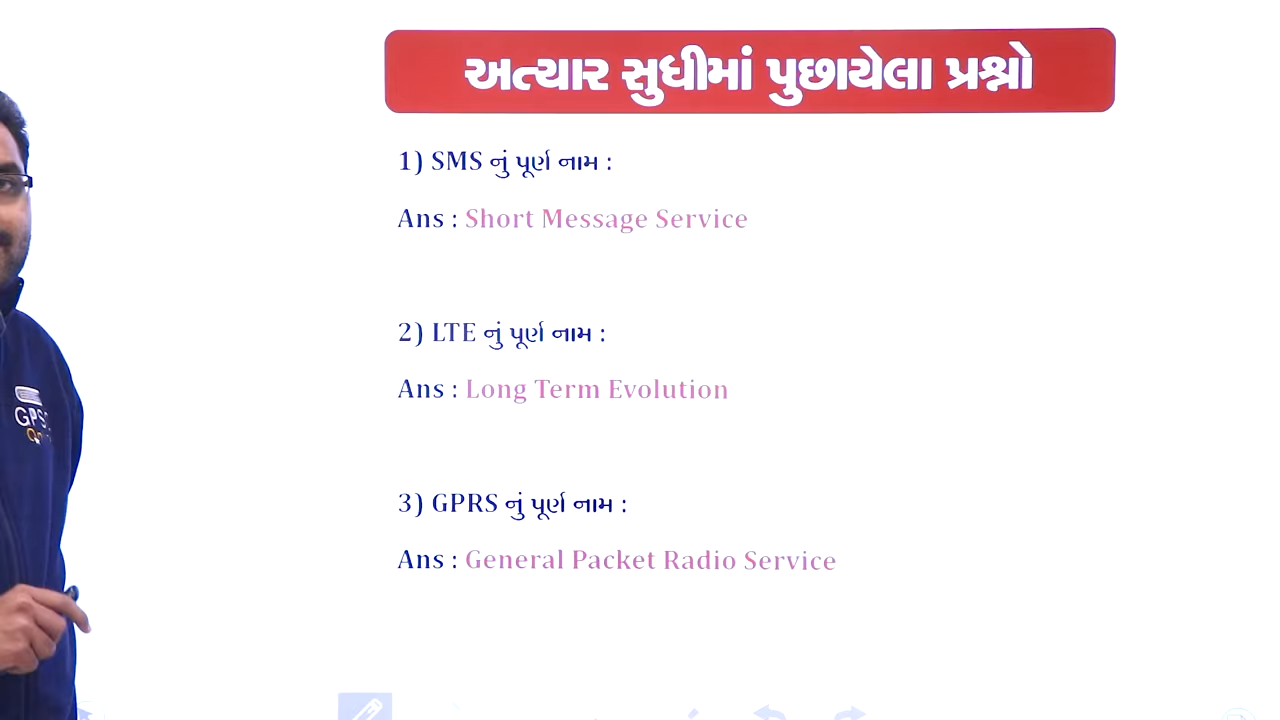 અત્યાર સુધીમાં પુછાયેલા પ્રશ્નો
1) SMS નું પૂર્ણ નામ :
Ans : Short Message Service
2) LTE નું પૂર્ણ નામ :
Ans : Long Term Evolution
3) GPRS નું પૂર્ણ નામ :
Ans : General Packet Radio Service